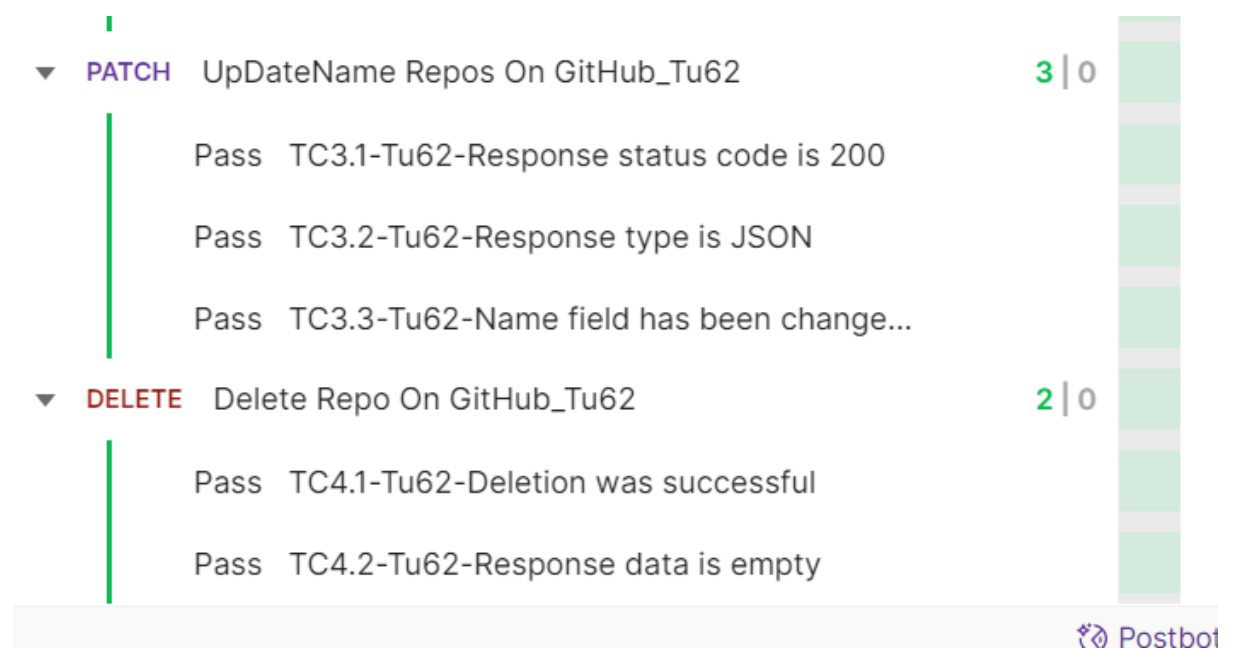 PATCH UpDateName Repos On GitHub_Tu62 3 | 0
Pass TC3.1-Tu62-Response status code is 200
Pass TC3.2-Tu62-Response type is JSON
Pass TC3.3-Tu62-Name field has been change...
DELETE Delete Repo On GitHub_Tu62 2 | 0
Pass TC4.1-Tu62-Deletion was successful
Pass TC4.2-Tu62-Response data is empty
Postbot